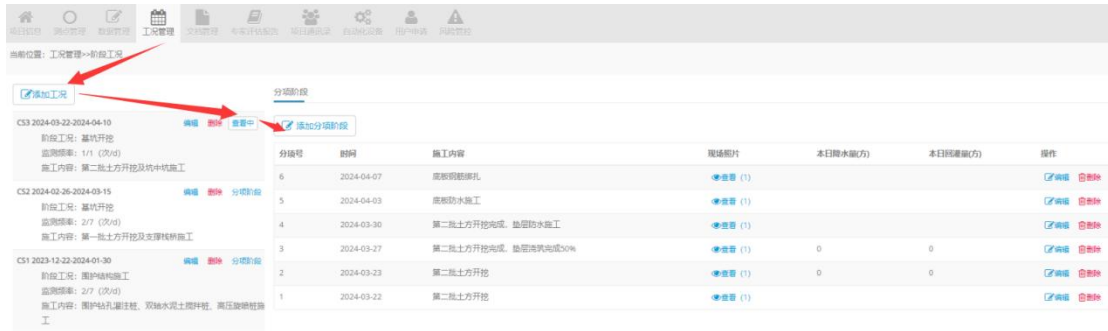 项目信息 测点管理 数据管理 工况管理 文档管理 专家评估报告 项目通讯录 自动化设备 用户申请 风险管控
当前位置：工况管理>>阶段工况
添加工况
CS3 2024-03-22-2024-04-10 编辑 删除 查看中
阶段工况：基坑开挖
监测频率：1/1 (次/d)
施工内容：第二批土方开挖及坑中坑施工
CS2 2024-02-26-2024-03-15 编辑 删除 分项阶段
阶段工况：基坑开挖
监测频率：2/7 (次/d)
施工内容：第一批土方开挖及支撑栈桥施工
CS1 2023-12-22-2024-01-30 编辑 删除 分项阶段
阶段工况：围护结构施工
监测频率：2/7 (次/d)
施工内容：围护钻孔灌注桩、双轴水泥土搅拌桩、高压旋喷桩施
工
分项阶段
添加分项阶段
分项号 时间 施工内容 现场照片 本日降水量(方) 本日回灌量(方) 操作
6 2024-04-07 底板钢筋绑扎 查看 (1) 编辑 删除
5 2024-04-03 底板防水施工 查看 (1) 编辑 删除
4 2024-03-30 第二批土方开挖完成、垫层防水施工 查看 (1) 编辑 删除
3 2024-03-27 第二批土方开挖完成、垫层浇筑完成50% 查看 (1) 0 0 编辑 删除
2 2024-03-23 第二批土方开挖 查看 (1) 0 0 编辑 删除
1 2024-03-22 第二批土方开挖 查看 (1) 编辑 删除